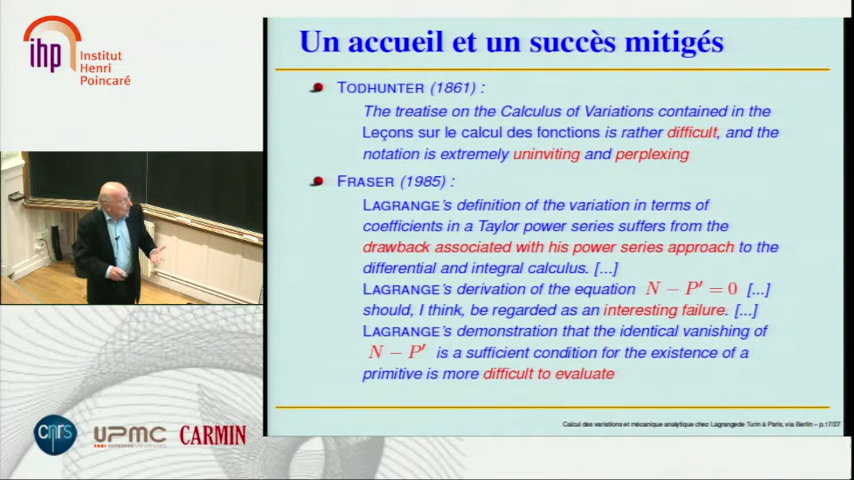 ihp
Institut
Henri
Poincaré
Un accueil et un succès mitigés
TODHUNTER (1861) :
The treatise on the Calculus of Variations contained in the
Leçons sur le calcul des fonctions is rather difficult, and the
notation is extremely uninviting and perplexing
FRASER (1985) :
LAGRANGE's definition of the variation in terms of
coefficients in a Taylor power series suffers from the
drawback associated with his power series approach to the
differential and integral calculus. [...]
LAGRANGE's derivation of the equation N − P′ = 0 [...]
should, I think, be regarded as an interesting failure. [...]
LAGRANGE's demonstration that the identical vanishing of
N − P′ is a sufficient condition for the existence of a
primitive is more difficult to evaluate
Calcul des variations et mécanique analytique chez Lagrangede Turin à Paris, via Berlin – p.17/27
cnrs
UPMC
CARMIN